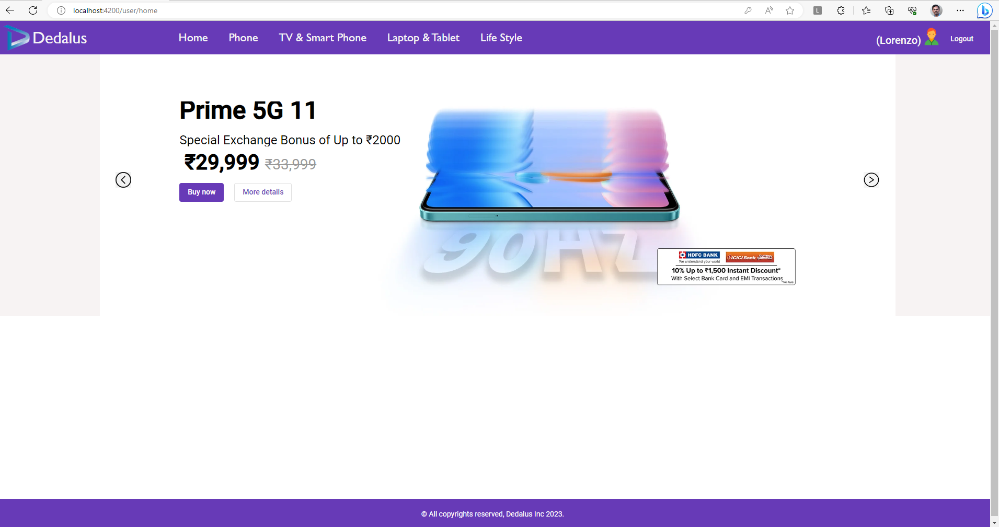 localhost:4200/user/home
Dedalus
Home Phone TV & Smart Phone Laptop & Tablet Life Style
(Lorenzo) Logout
Prime 5G 11
Special Exchange Bonus of Up to ₹2000
₹29,999 ₹33,999
Buy now More details
90HZ
HDFC BANK
We understand your world
ICICI Bank Summer Bonanza
10% Up to ₹1,500 Instant Discount*
With Select Bank Card and EMI Transactions
*T&C Apply
© All copyrights reserved, Dedalus Inc 2023.